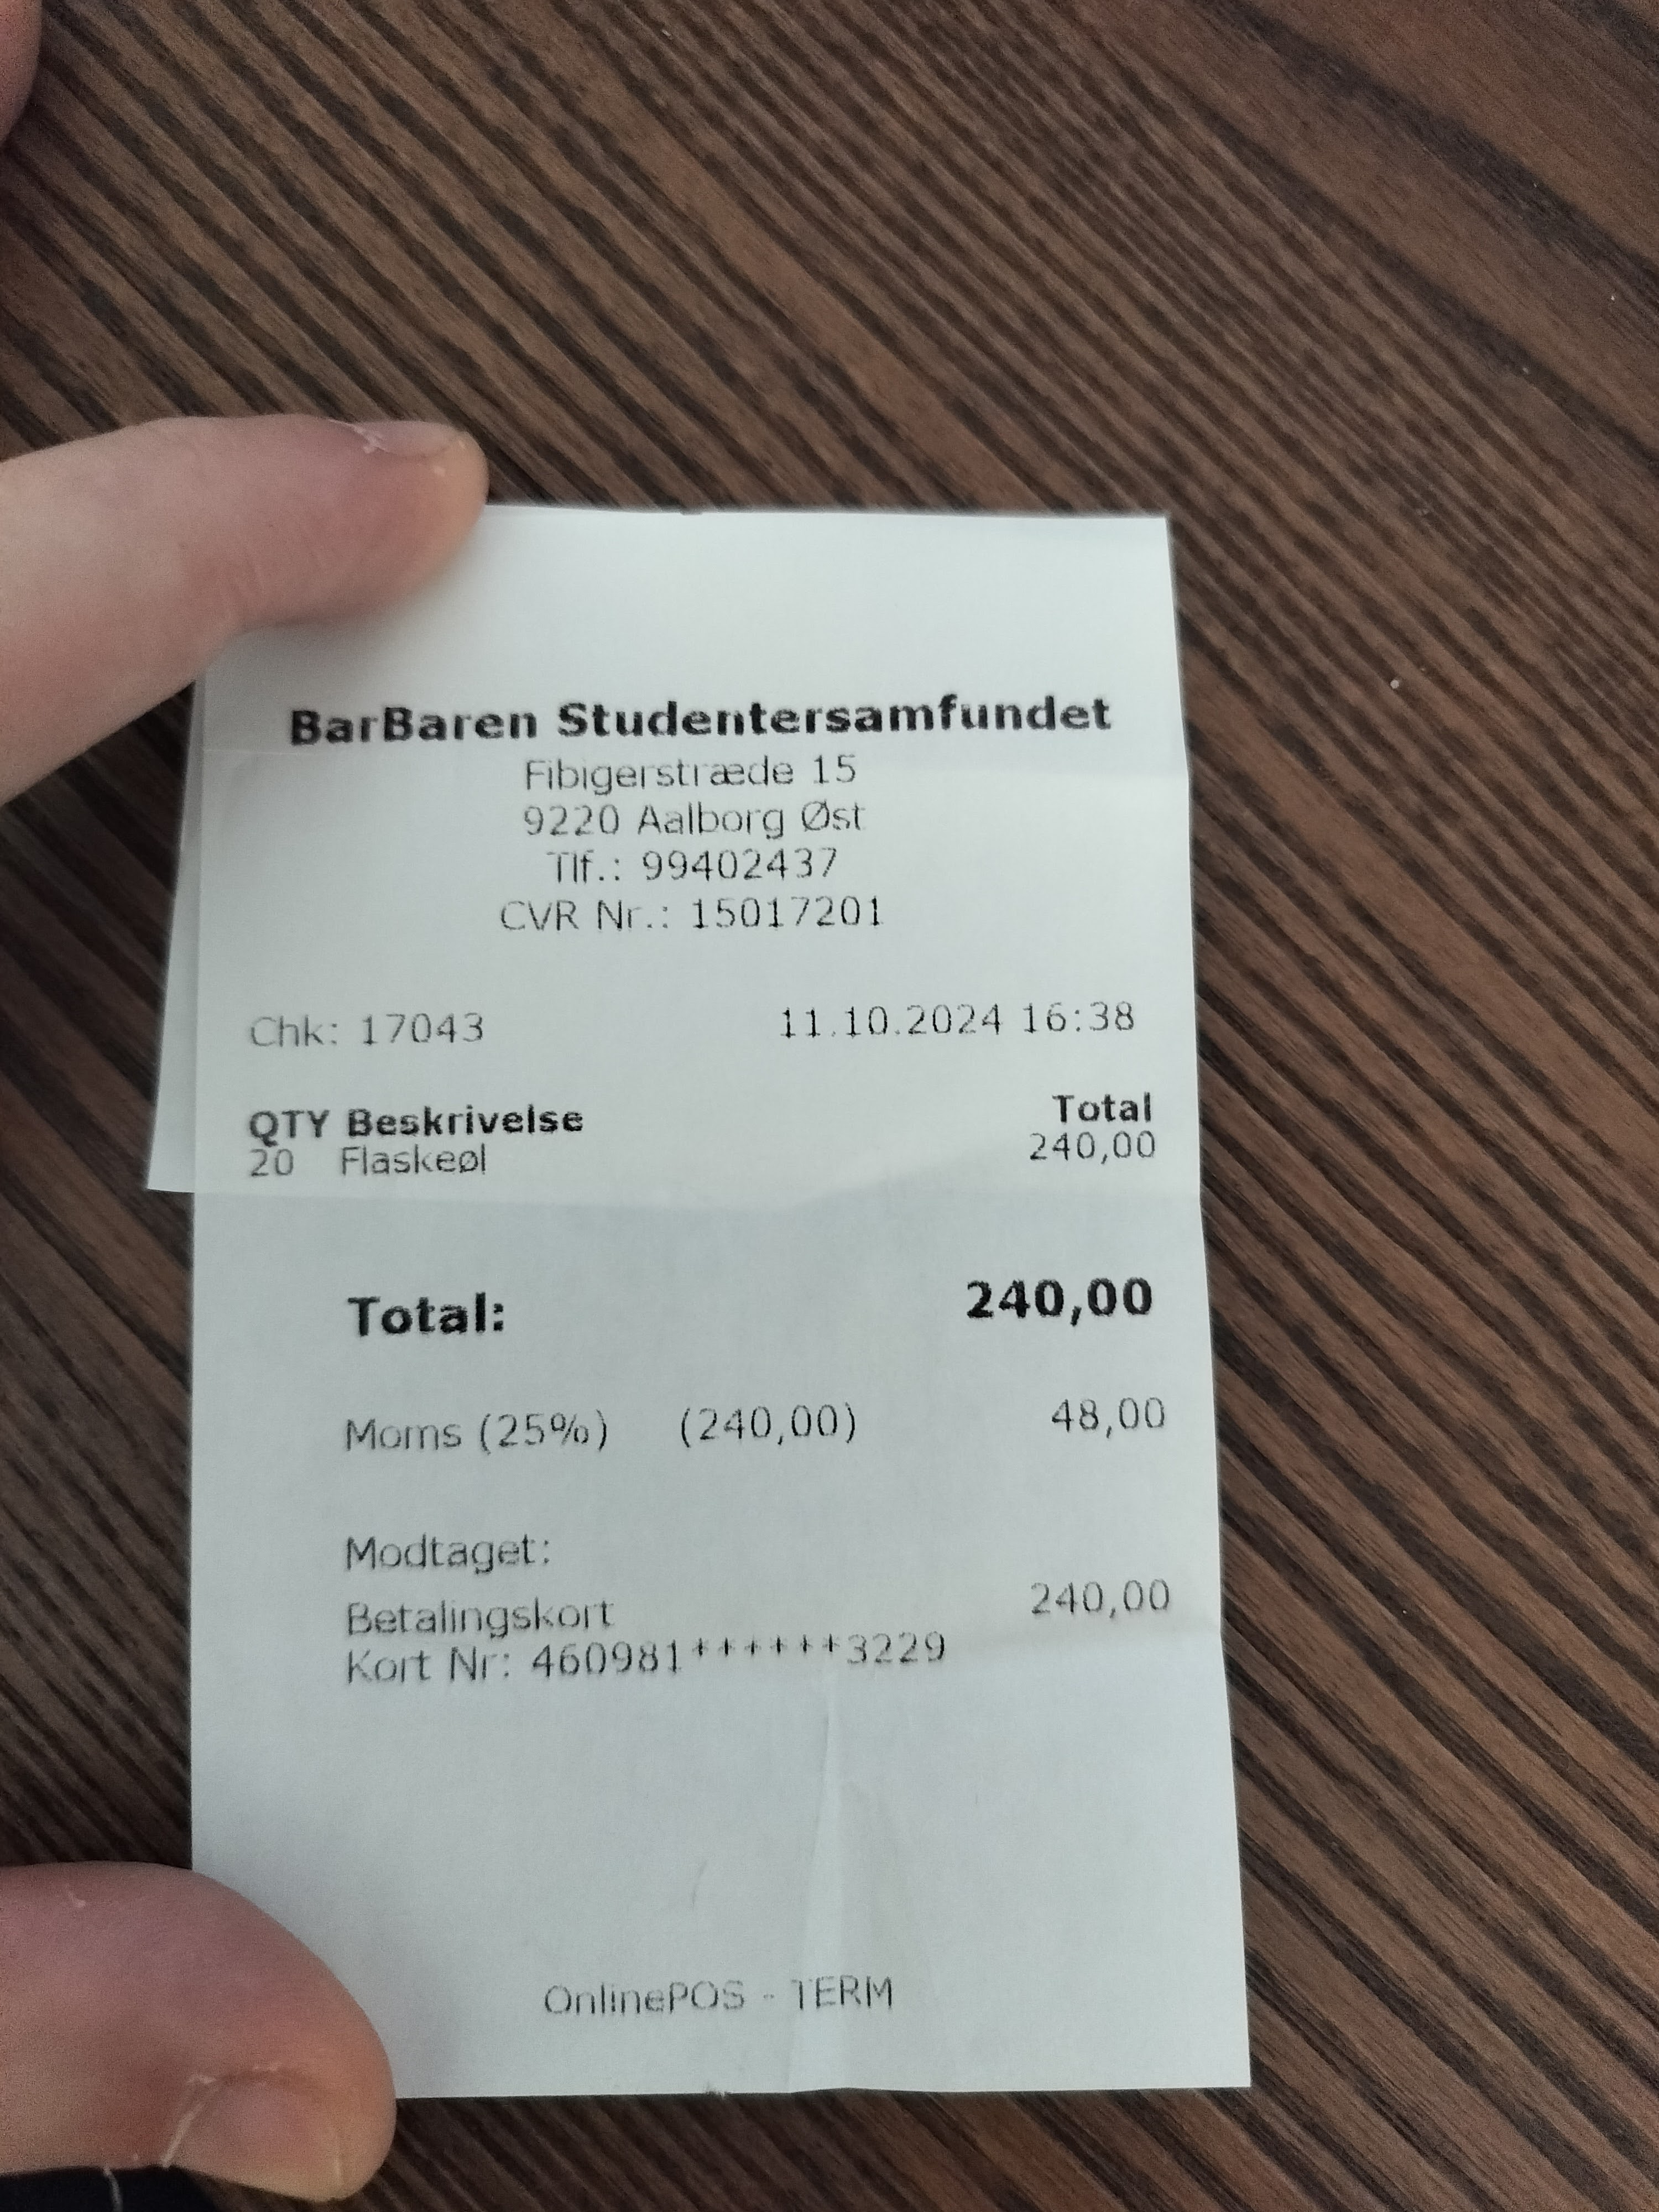 BarBaren Studentersamfundet
Fibigerstræde 15
9220 Aalborg Øst
Tlf.: 99402437
CVR Nr.: 15017201
Chk: 17043 11.10.2024 16:38
QTY Beskrivelse Total
20 Flaskeøl 240,00
Total: 240,00
Moms (25%) (240,00) 48,00
Modtaget:
Betalingskort 240,00
Kort Nr: 460981******3229
OnlinePOS - TERM